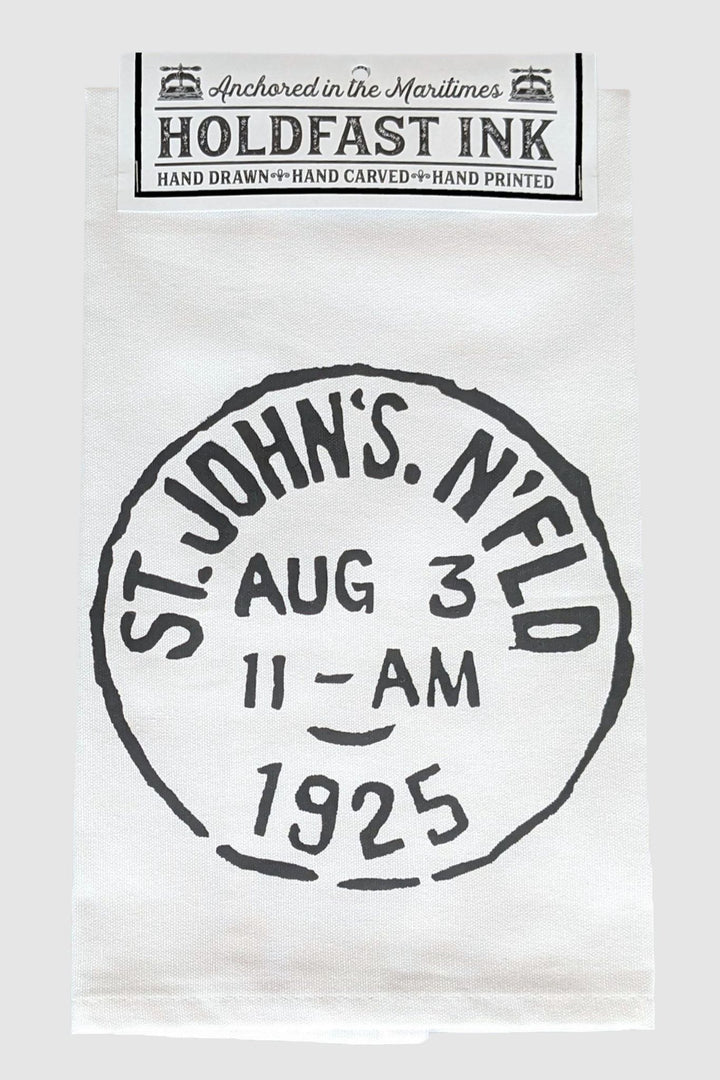 Anchored in the Maritimes
HOLDFAST INK
HAND DRAWN HAND CARVED HAND PRINTED
ST. JOHN'S. N'FLD
AUG 3
11 - AM
1925